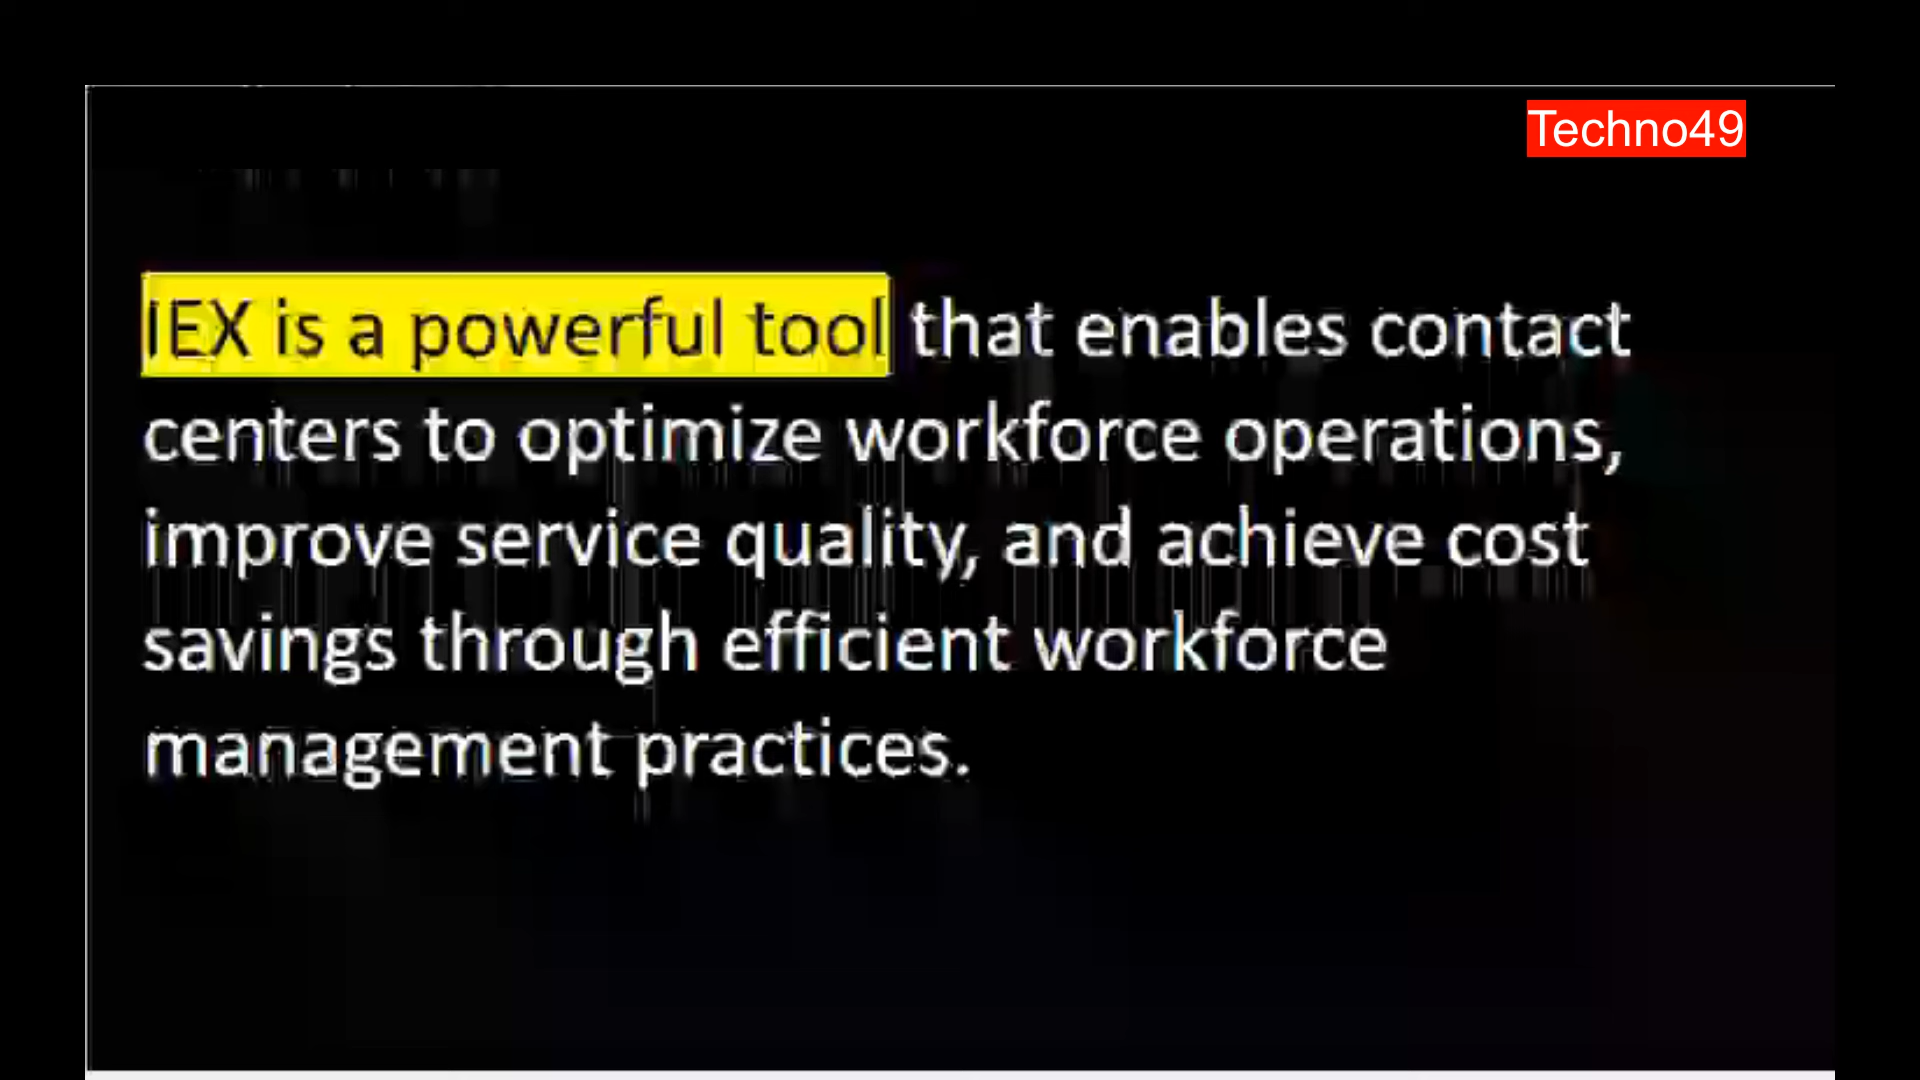 Techno49
IEX is a powerful tool that enables contact
centers to optimize workforce operations,
improve service quality, and achieve cost
savings through efficient workforce
management practices.